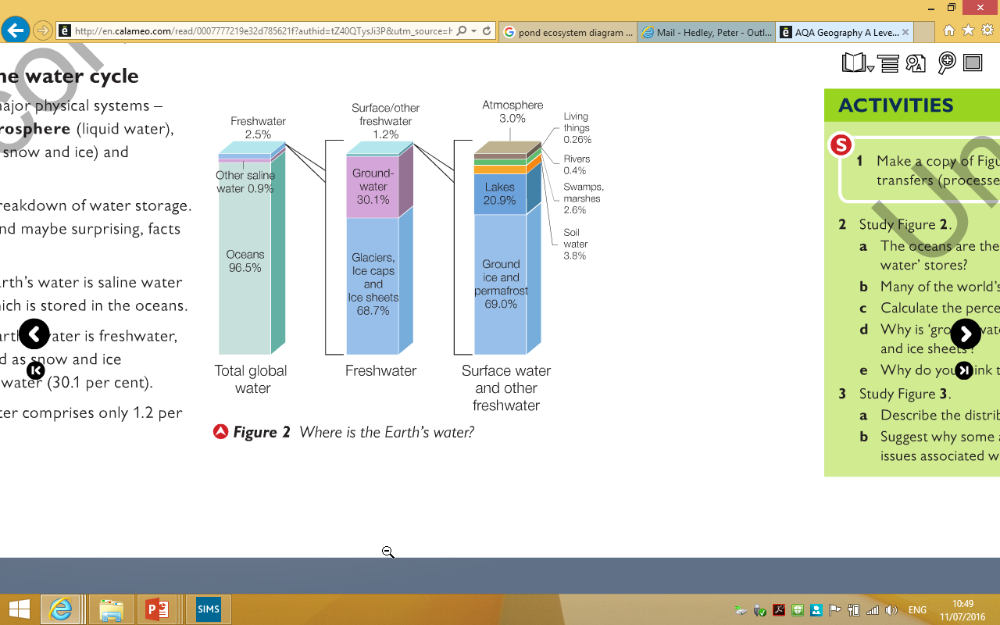 http://en.calameo.com/read/0007777219e32d785621f?authid=tZ40QTysJi3P&utm_source=h
pond ecosystem diagram ...
Mail - Hedley, Peter - Outl...
AQA Geography A Leve...
ne water cycle
najor physical systems –
rosphere (liquid water),
snow and ice) and
reakdown of water storage.
nd maybe surprising, facts
arth's water is saline water
hich is stored in the oceans.
water is freshwater,
d as snow and ice
water (30.1 per cent).
ter comprises only 1.2 per
Freshwater
2.5%
Other saline
water 0.9%
Oceans
96.5%
Total global
water
Surface/other
freshwater
1.2%
Ground-
water
30.1%
Glaciers,
Ice caps
and
Ice sheets
68.7%
Freshwater
Atmosphere
3.0%
Living
things
0.26%
Rivers
0.4%
Swamps,
marshes
2.6%
Soil
water
3.8%
Lakes
20.9%
Ground
ice and
permafrost
69.0%
Surface water
and other
freshwater
Figure 2 Where is the Earth's water?
ACTIVITIES
S
1 Make a copy of Figu
transfers (processe
2 Study Figure 2.
a The oceans are the
water' stores?
b Many of the world's
c Calculate the perce
d Why is 'gro
and ice sheets'?
e Why do you
3 Study Figure 3.
a Describe the distrib
b Suggest why some a
issues associated w
con
Un
SIMS
ENG
10:49
11/07/2016